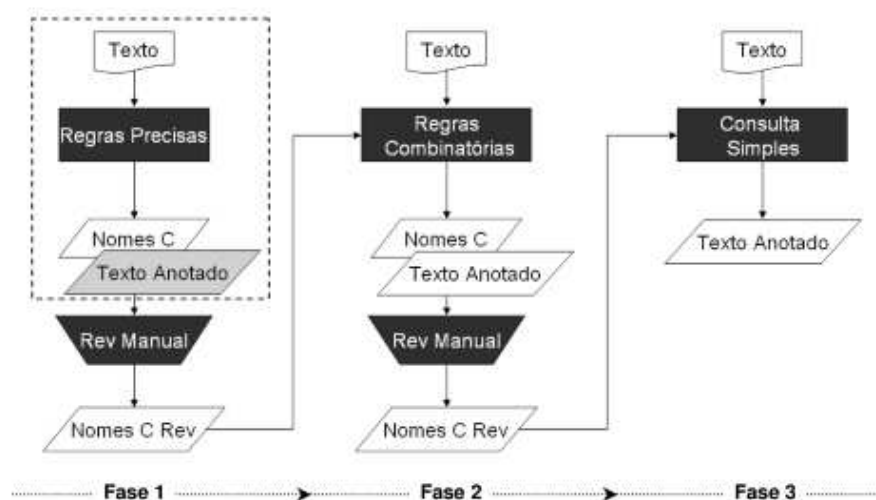 Texto
Regras Precisas
Nomes C
Texto Anotado
Rev Manual
Nomes C Rev
Fase 1
Texto
Regras
Combinatórias
Nomes C
Texto Anotado
Rev Manual
Nomes C Rev
Fase 2
Texto
Consulta
Simples
Texto Anotado
Fase 3